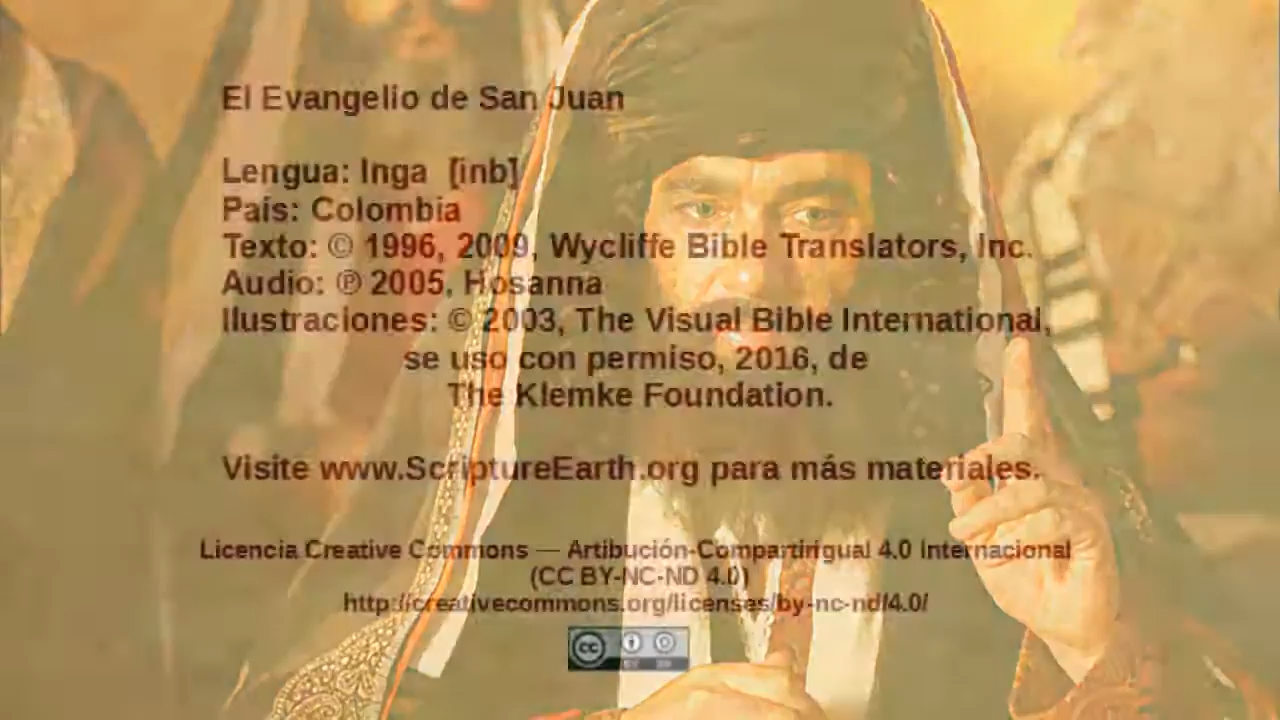 El Evangelio de San Juan
Lengua: Inga [inb]
País: Colombia
Texto: © 1996, 2009, Wycliffe Bible Translators, Inc.
Audio: ℗ 2005, Hosanna
Ilustraciones: © 2003, The Visual Bible International,
se uso con permiso, 2016, de
The Klemke Foundation.
Visite www.ScriptureEarth.org para más materiales.
Licencia Creative Commons — Artibución-Compartirigual 4.0 Internacional
(CC BY-NC-ND 4.0)
http://creativecommons.org/licenses/by-nc-nd/4.0/
cc